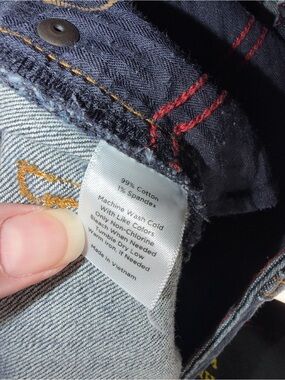 99% Cotton
1% Spandex
Machine Wash Cold
With Like Colors
Only Non-Chlorine
Bleach When Needed
Tumble Dry Low
Warm Iron, If Needed
Made in Vietnam